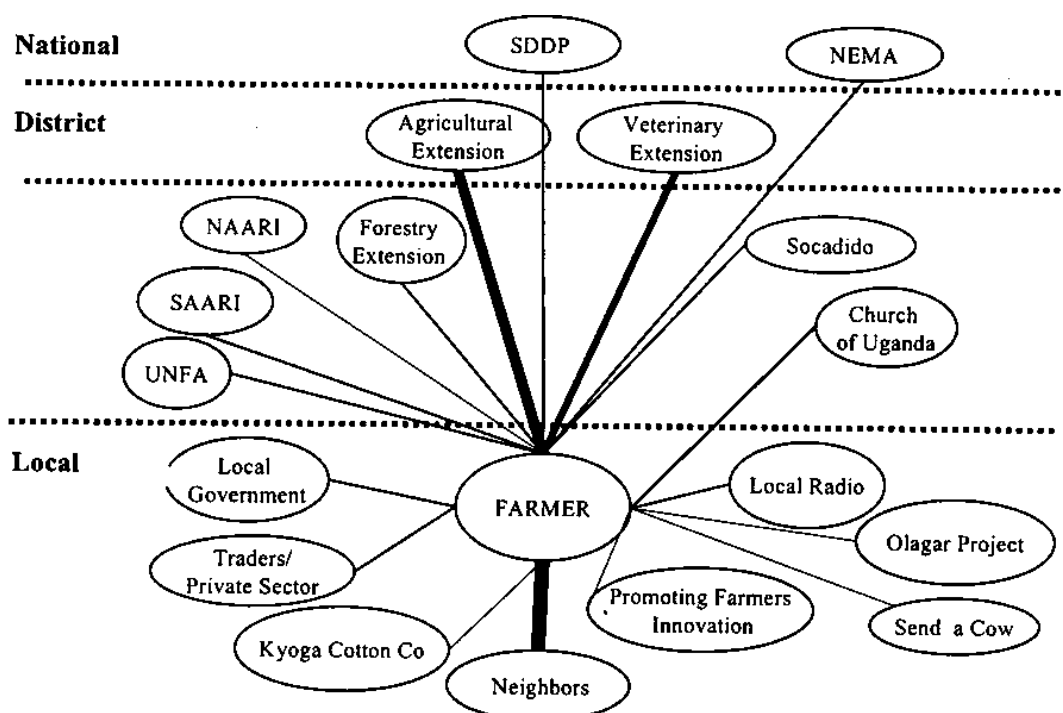 National
SDDP
NEMA
District
Agricultural
Extension
Veterinary
Extension
NAARI
Forestry
Extension
Socadido
SAARI
Church
of Uganda
UNFA
Local
Local
Government
FARMER
Local Radio
Traders/
Private Sector
Olagar Project
Promoting Farmers
Innovation
Send a Cow
Kyoga Cotton Co
Neighbors